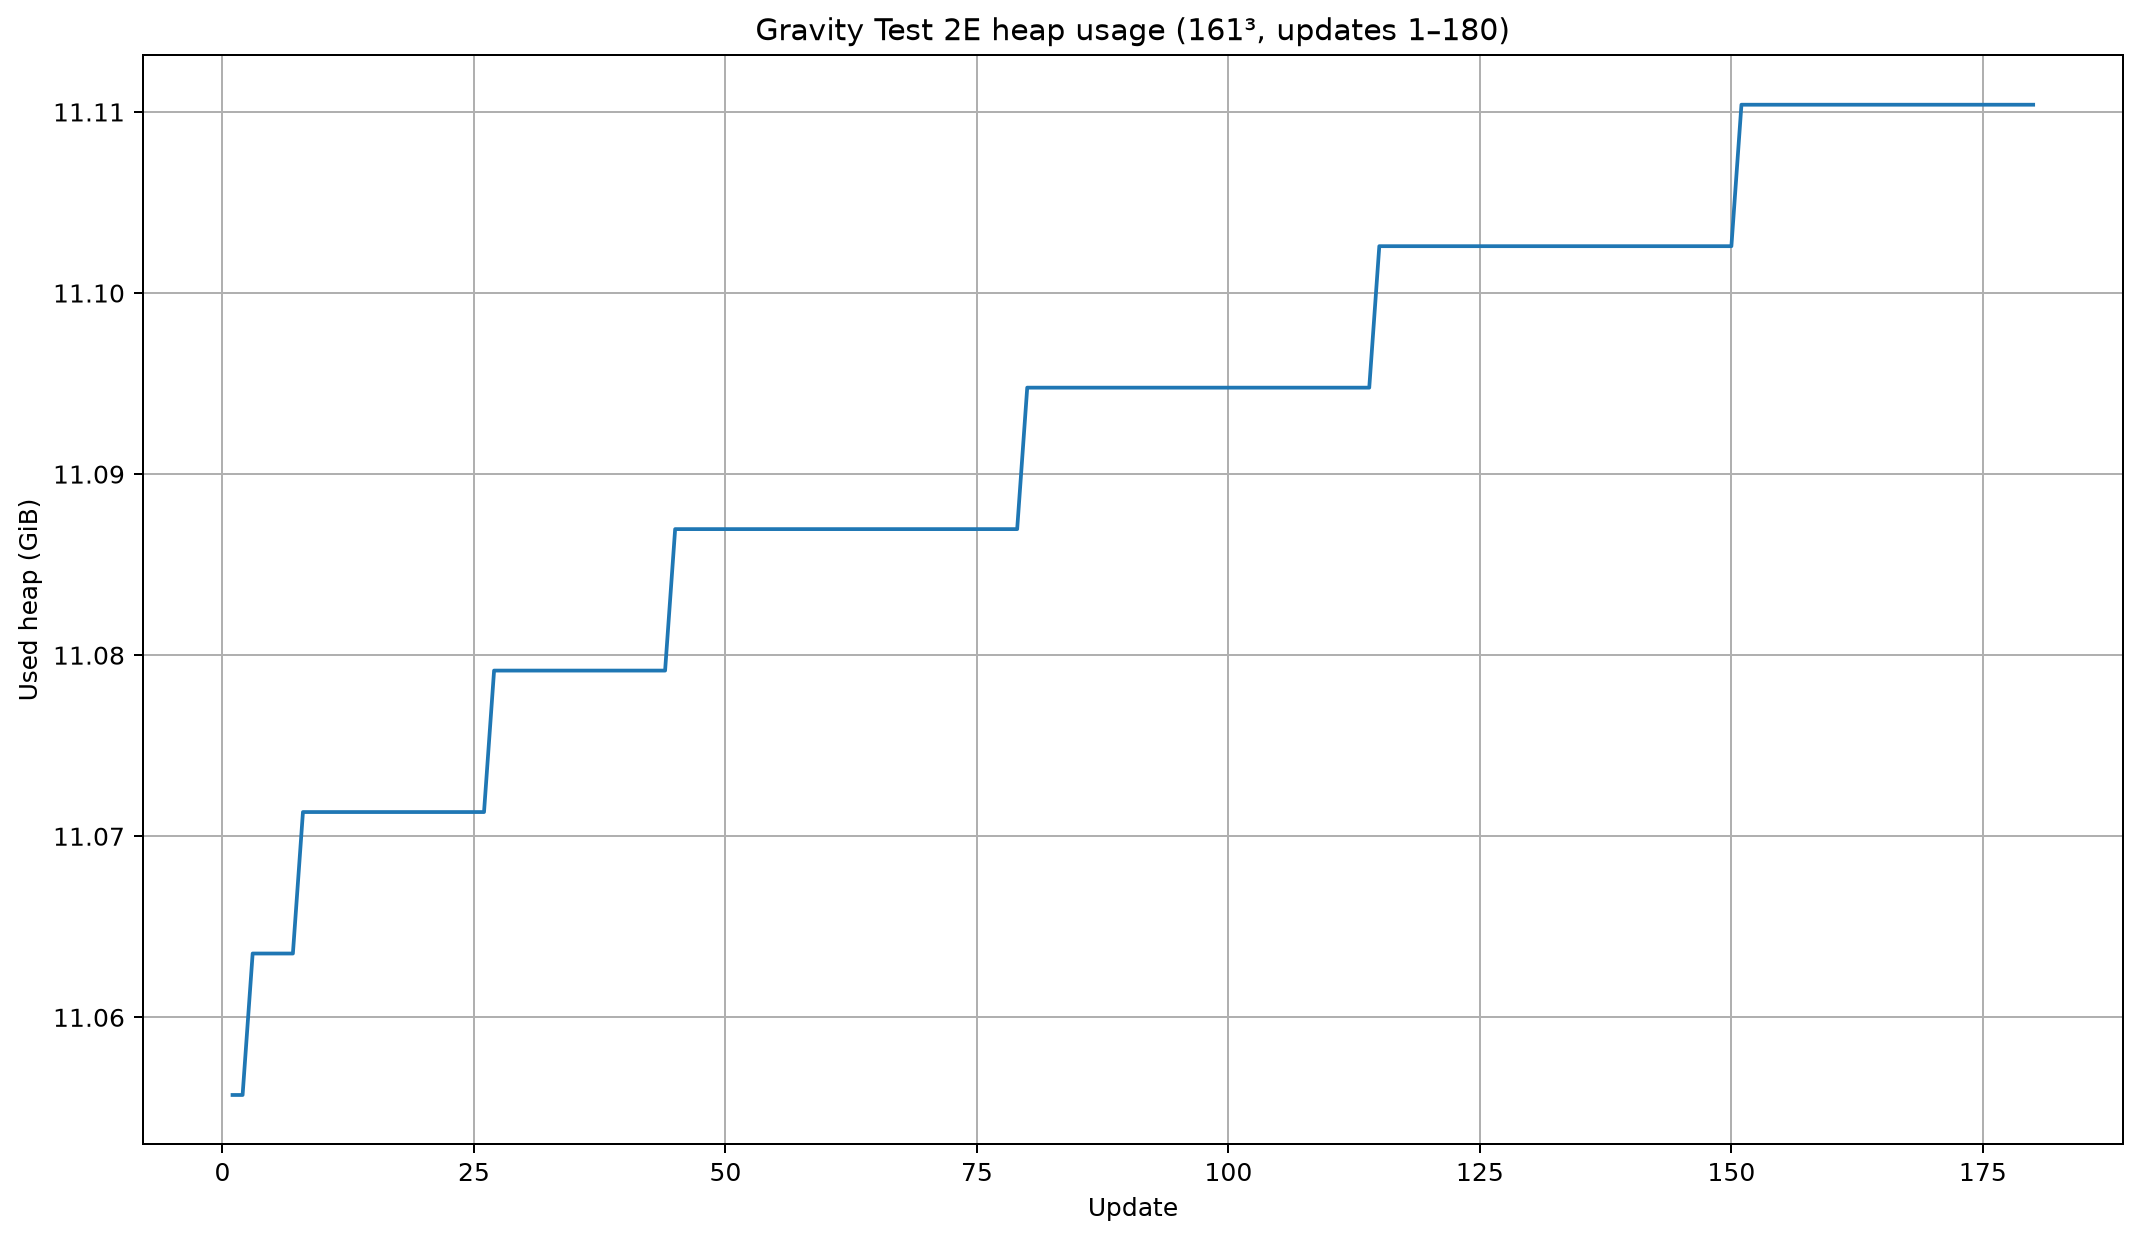 Gravity Test 2E heap usage (161³, updates 1–180)
Used heap (GiB)
11.11
11.10
11.09
11.08
11.07
11.06
0 25 50 75 100 125 150 175
Update